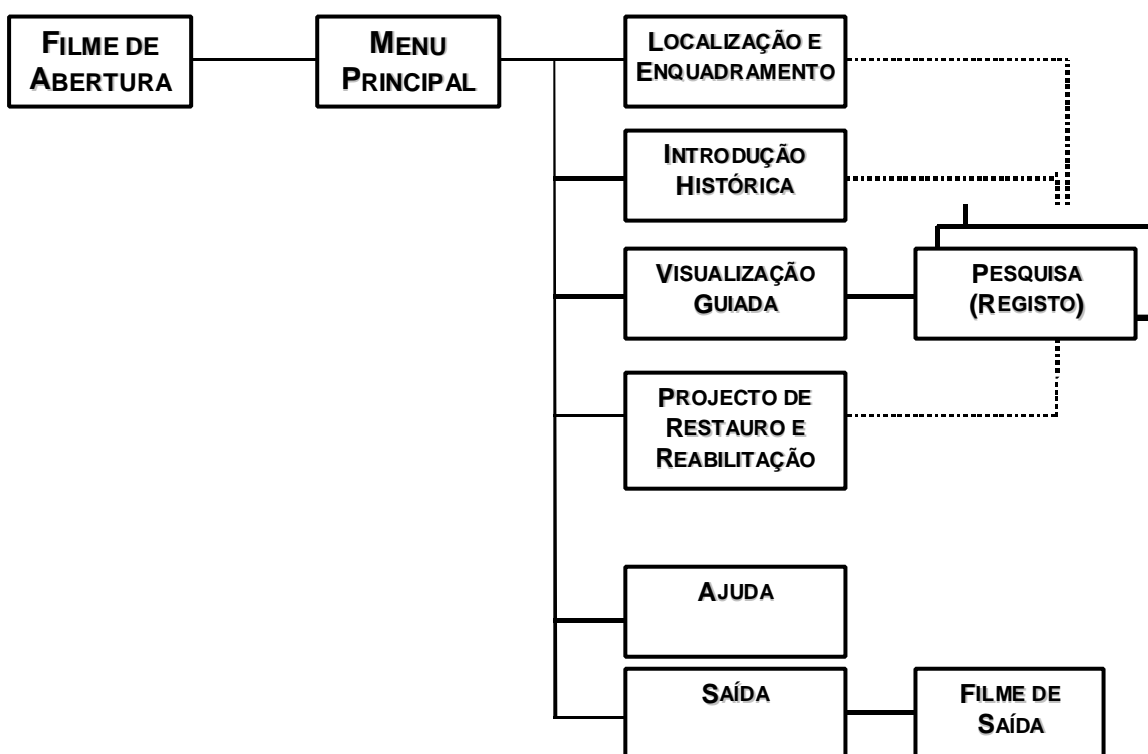 FILME DE
ABERTURA
MENU
PRINCIPAL
LOCALIZAÇÃO E
ENQUADRAMENTO
INTRODUÇÃO
HISTÓRICA
VISUALIZAÇÃO
GUIADA
PESQUISA
(REGISTO)
PROJECTO DE
RESTAURO E
REABILITAÇÃO
AJUDA
SAÍDA
FILME DE
SAÍDA